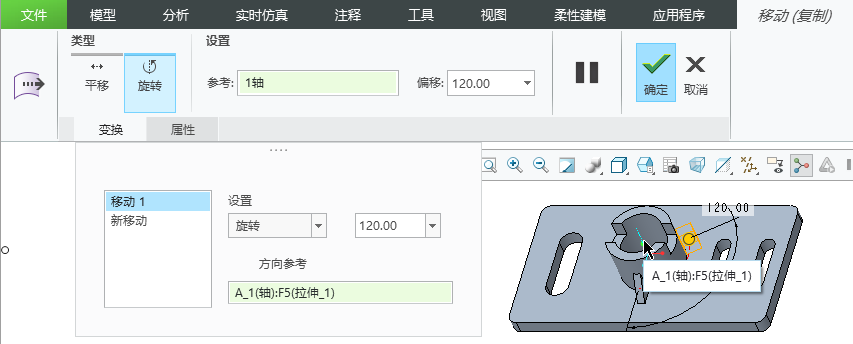 文件 模型 分析 实时仿真 注释 工具 视图 柔性建模 应用程序 移动 (复制)
类型 设置
平移 旋转 参考: 1轴 偏移: 120.00 确定 取消
变换 属性
移动 1
新移动
设置
旋转 120.00
方向参考
A_1(轴):F5(拉伸_1)
120.00
A_1(轴):F5(拉伸_1)